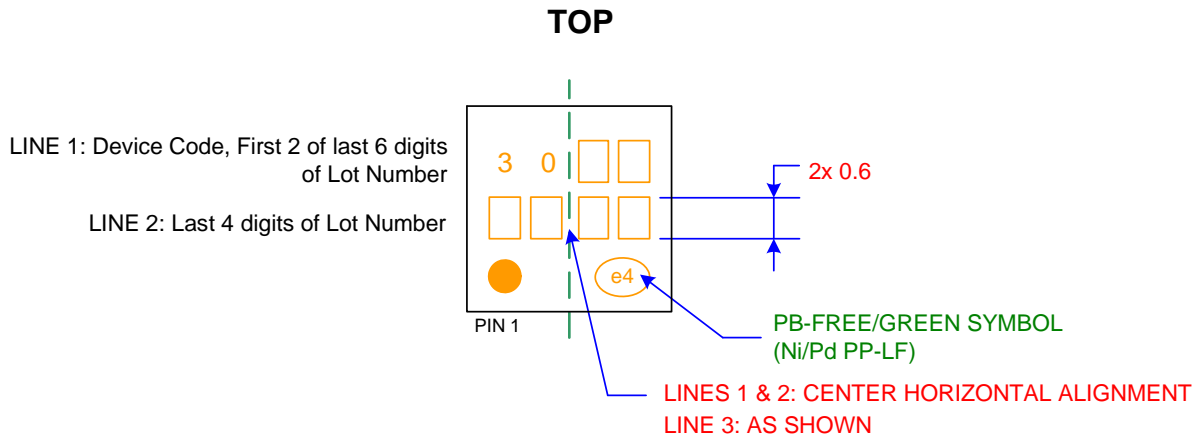 TOP
LINE 1: Device Code, First 2 of last 6 digits
of Lot Number
3 0
2x 0.6
LINE 2: Last 4 digits of Lot Number
e4
PIN 1
PB-FREE/GREEN SYMBOL
(Ni/Pd PP-LF)
LINES 1 & 2: CENTER HORIZONTAL ALIGNMENT
LINE 3: AS SHOWN